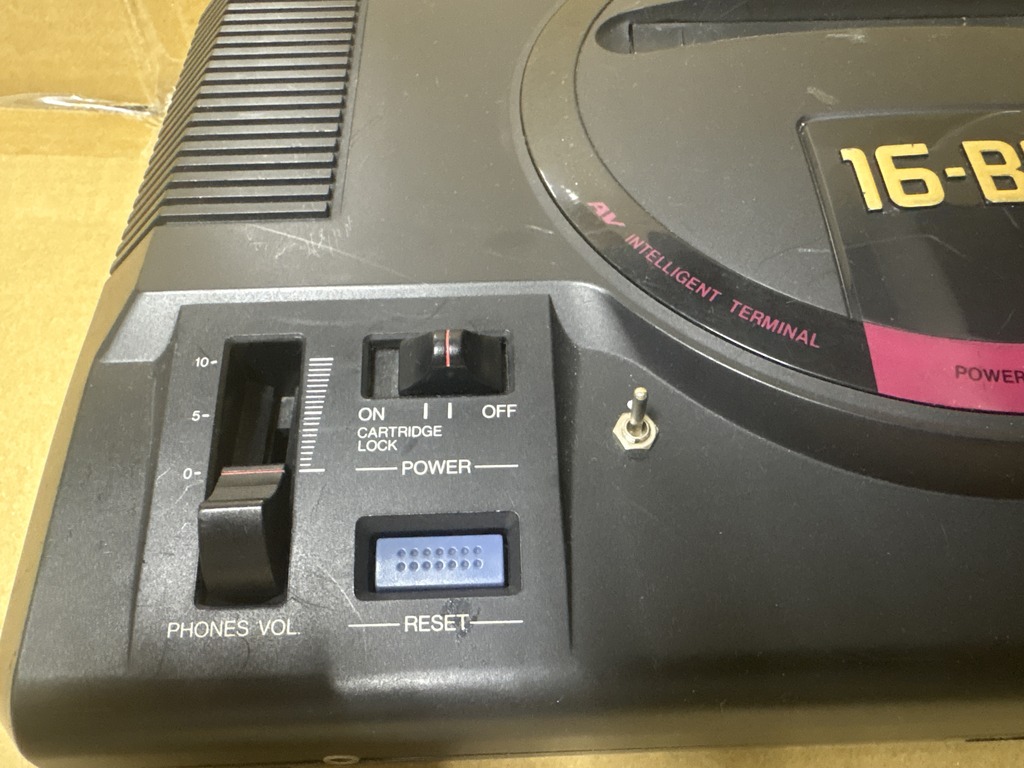 16-B
AV INTELLIGENT TERMINAL
POWER
10
5
0
ON
OFF
CARTRIDGE
LOCK
POWER
RESET
PHONES VOL.